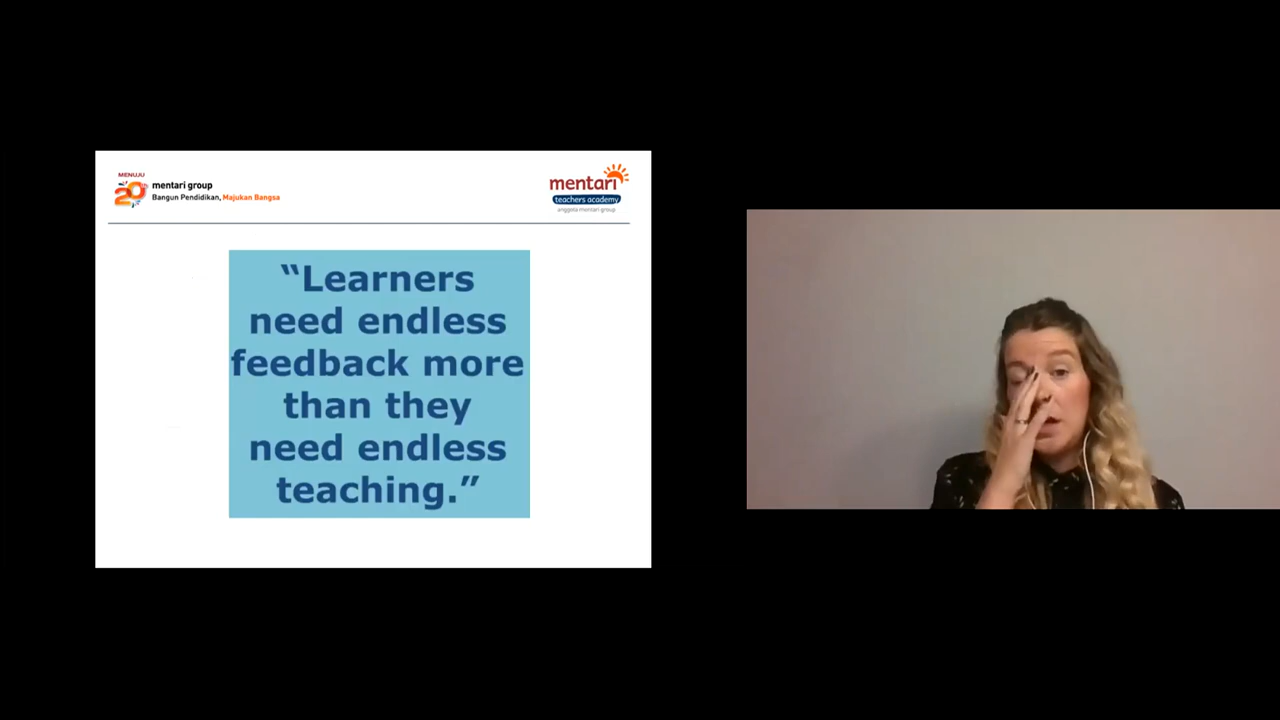 MENUJU
20th
mentari group
Bangun Pendidikan, Majukan Bangsa
mentari
teachers academy
anggota mentari group
“Learners
need endless
feedback more
than they
need endless
teaching.”